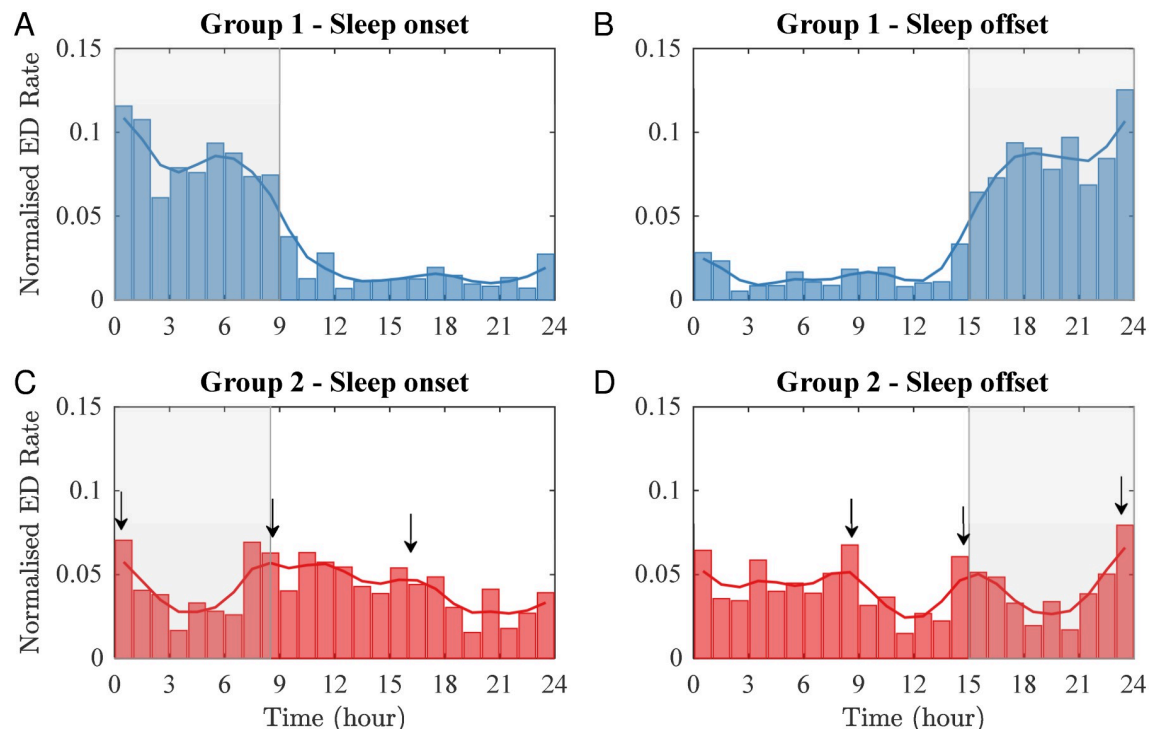 A Group 1 - Sleep onset
B Group 1 - Sleep offset
Normalised ED Rate
0.15
0.1
0.05
0
0 3 6 9 12 15 18 21 24
0.15
0.1
0.05
0
0 3 6 9 12 15 18 21 24
C Group 2 - Sleep onset
D Group 2 - Sleep offset
Normalised ED Rate
0.15
0.1
0.05
0
0 3 6 9 12 15 18 21 24
Time (hour)
0.15
0.1
0.05
0
0 3 6 9 12 15 18 21 24
Time (hour)